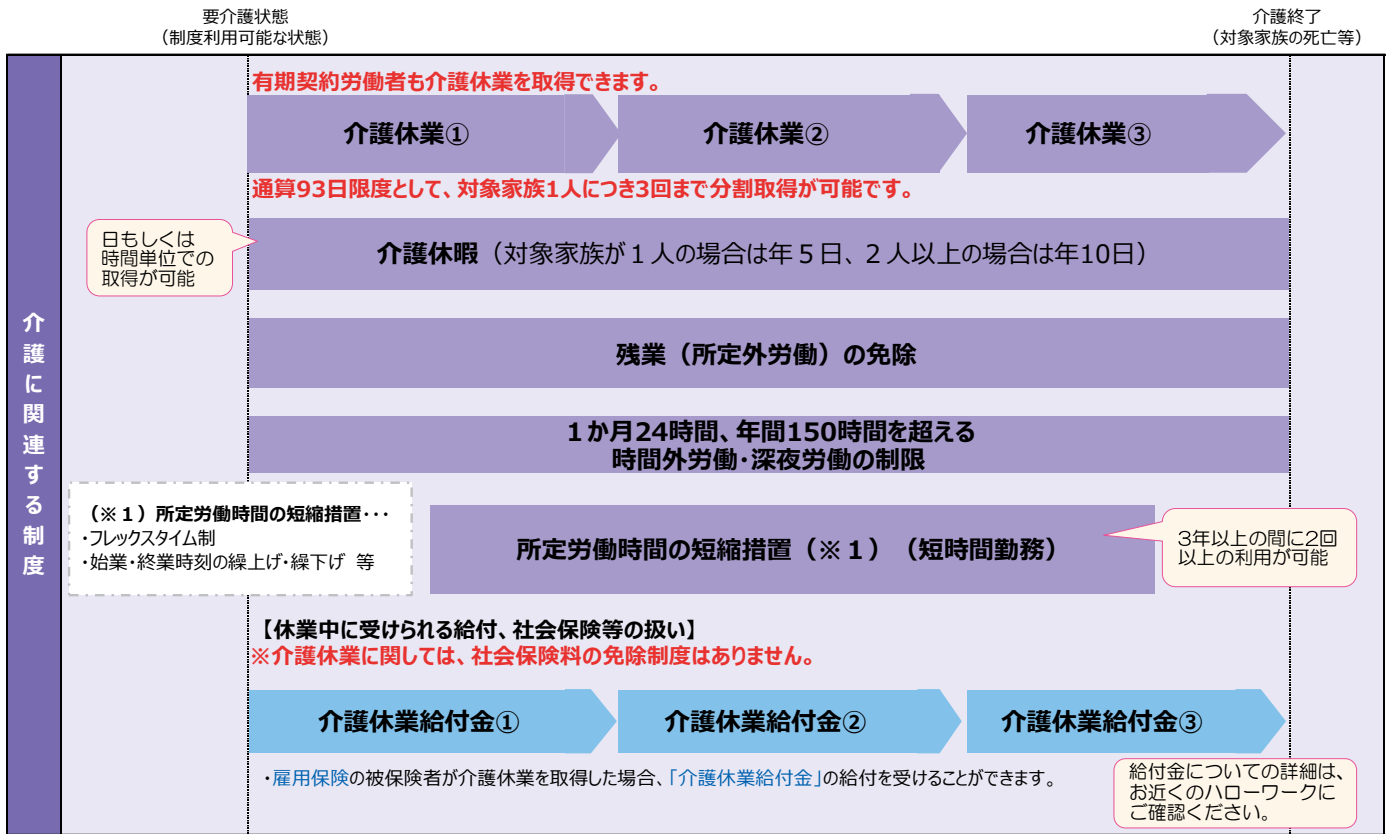 要介護状態
（制度利用可能な状態）
介護終了
（対象家族の死亡等）
介護に関連する制度
有期契約労働者も介護休業を取得できます。
介護休業①
介護休業②
介護休業③
通算93日限度として、対象家族1人につき3回まで分割取得が可能です。
日もしくは
時間単位での
取得が可能
介護休暇（対象家族が１人の場合は年５日、２人以上の場合は年10日）
残業（所定外労働）の免除
１か月24時間、年間150時間を超える
時間外労働・深夜労働の制限
（※１）所定労働時間の短縮措置･･･
・フレックスタイム制
・始業・終業時刻の繰上げ・繰下げ 等
所定労働時間の短縮措置（※１）（短時間勤務）
3年以上の間に2回
以上の利用が可能
【休業中に受けられる給付、社会保険等の扱い】
※介護休業に関しては、社会保険料の免除制度はありません。
介護休業給付金①
介護休業給付金②
介護休業給付金③
・雇用保険の被保険者が介護休業を取得した場合、「介護休業給付金」の給付を受けることができます。
給付金についての詳細は、
お近くのハローワークに
ご確認ください。